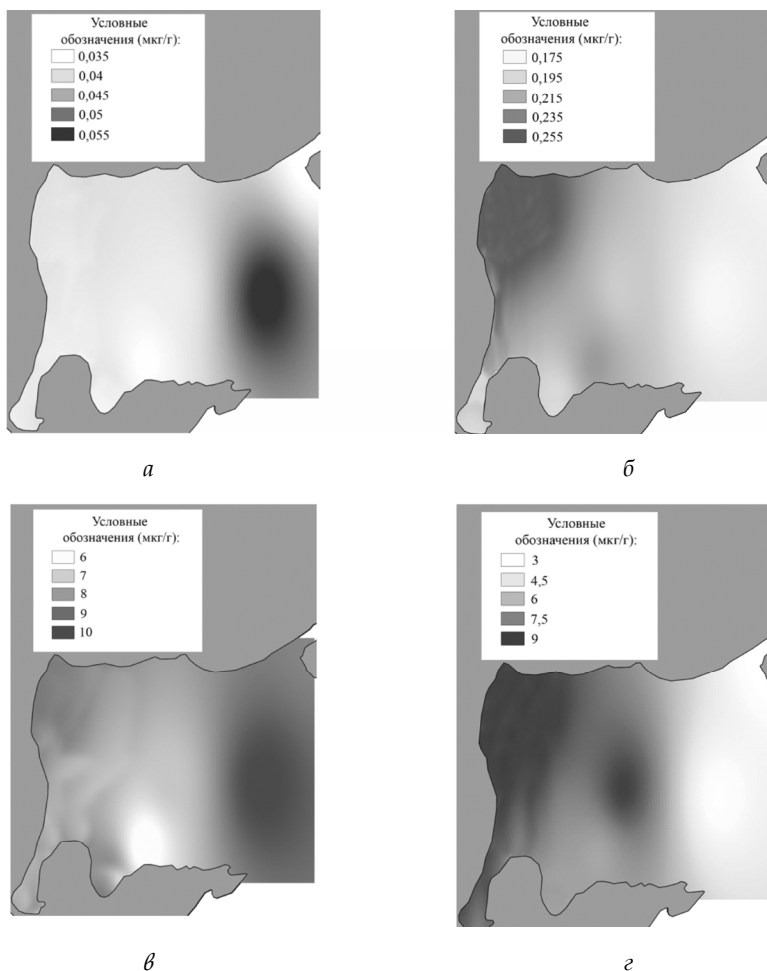 Условные
обозначения (мкг/г):
0,035
0,04
0,045
0,05
0,055
Условные
обозначения (мкг/г):
0,175
0,195
0,215
0,235
0,255
а
б
Условные
обозначения (мкг/г):
6
7
8
9
10
Условные
обозначения (мкг/г):
3
4,5
6
7,5
9
в
г